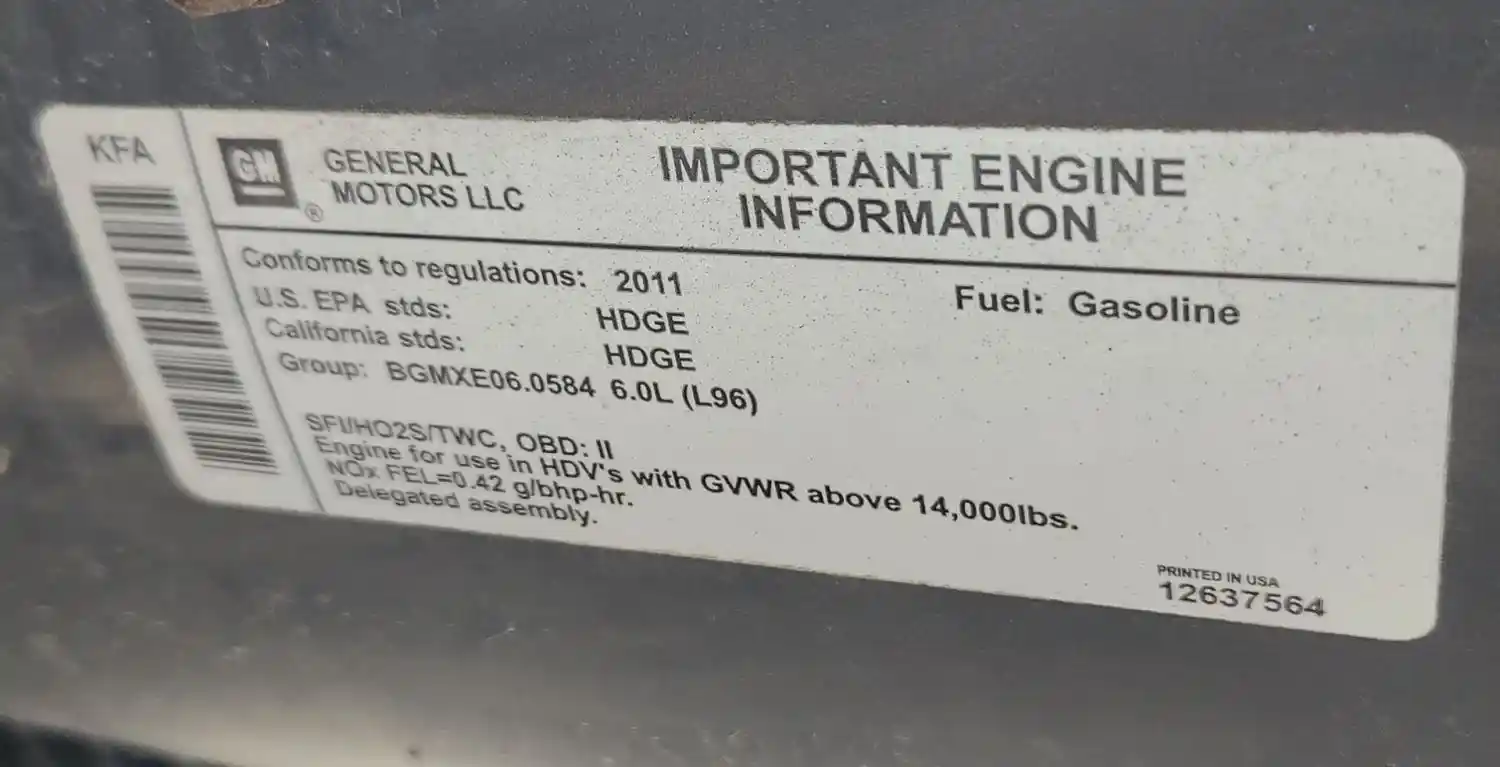 KFA
GM
®
GENERAL
MOTORS LLC
IMPORTANT ENGINE
INFORMATION
Conforms to regulations: 2011
Fuel: Gasoline
U.S. EPA stds: HDGE
California stds: HDGE
Group: BGMXE06.0584 6.0L (L96)
SFI/HO2S/TWC, OBD: II
Engine for use in HDV's with GVWR above 14,000lbs.
NOx FEL=0.42 g/bhp-hr.
Delegated assembly.
PRINTED IN USA
12637564